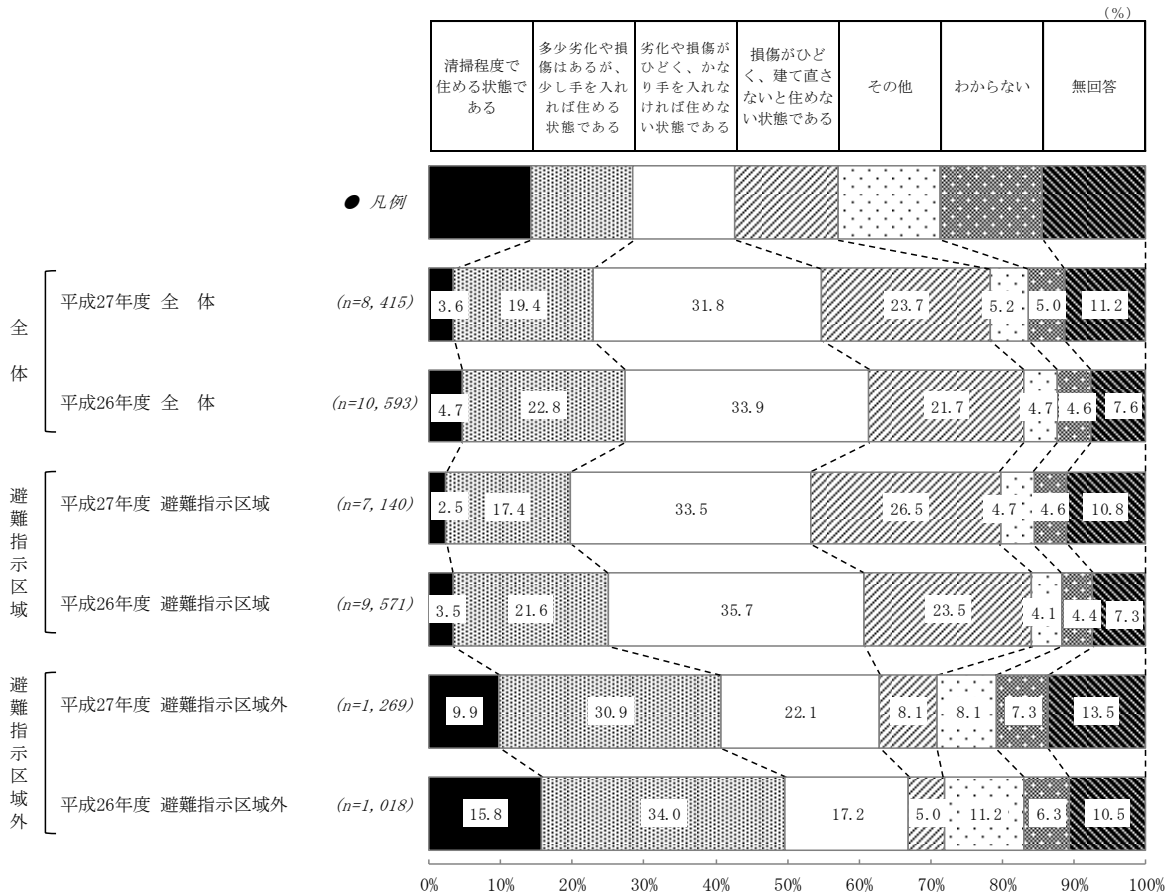 （%）
清掃程度で
住める状態で
ある
多少劣化や損
傷はあるが、
少し手を入れ
れば住める
状態である
劣化や損傷が
ひどく、かな
り手を入れな
ければ住めな
い状態である
損傷がひど
く、建て直さ
ないと住めな
い状態である
その他
わからない
無回答
● 凡例
全体
平成27年度 全　体 (n=8,415) 3.6 19.4 31.8 23.7 5.2 5.0 11.2
平成26年度 全　体 (n=10,593) 4.7 22.8 33.9 21.7 4.7 4.6 7.6
避難指示区域
平成27年度 避難指示区域 (n=7,140) 2.5 17.4 33.5 26.5 4.7 4.6 10.8
平成26年度 避難指示区域 (n=9,571) 3.5 21.6 35.7 23.5 4.1 4.4 7.3
避難指示区域外
平成27年度 避難指示区域外 (n=1,269) 9.9 30.9 22.1 8.1 8.1 7.3 13.5
平成26年度 避難指示区域外 (n=1,018) 15.8 34.0 17.2 5.0 11.2 6.3 10.5
0% 10% 20% 30% 40% 50% 60% 70% 80% 90% 100%